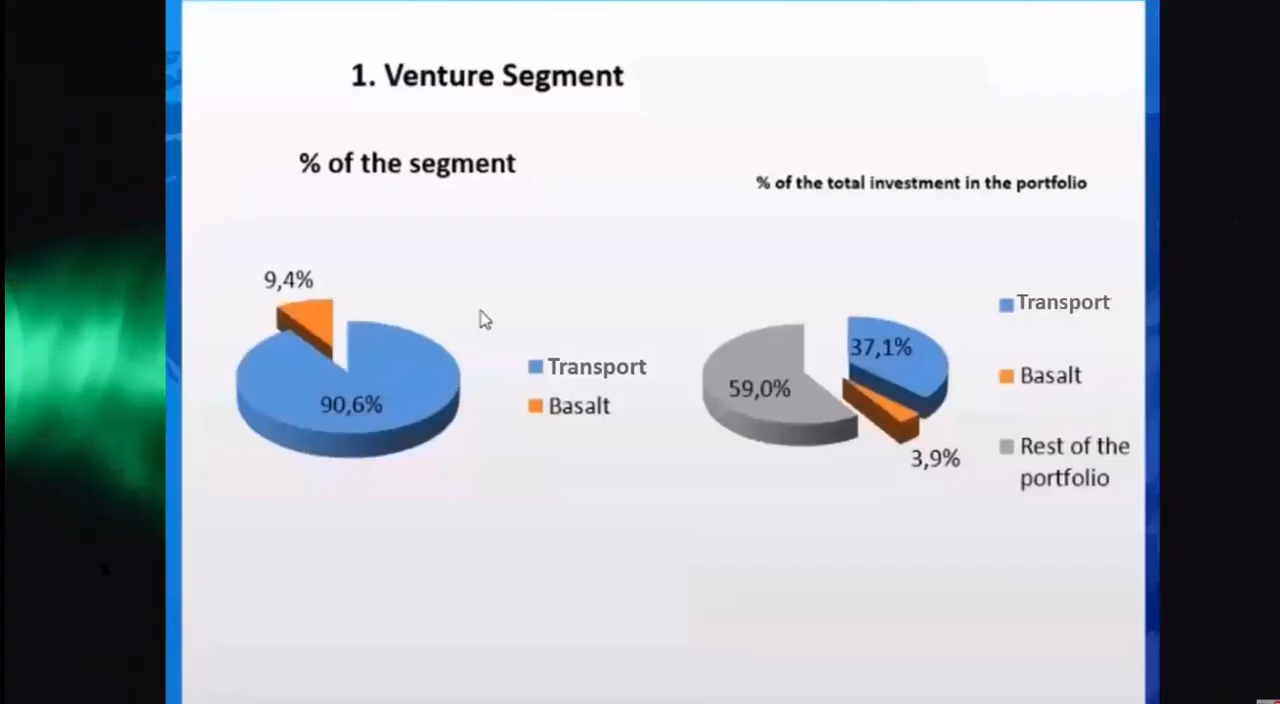 1. Venture Segment
% of the segment
9,4%
90,6%
Transport
Basalt
% of the total investment in the portfolio
37,1%
59,0%
3,9%
Transport
Basalt
Rest of the
portfolio